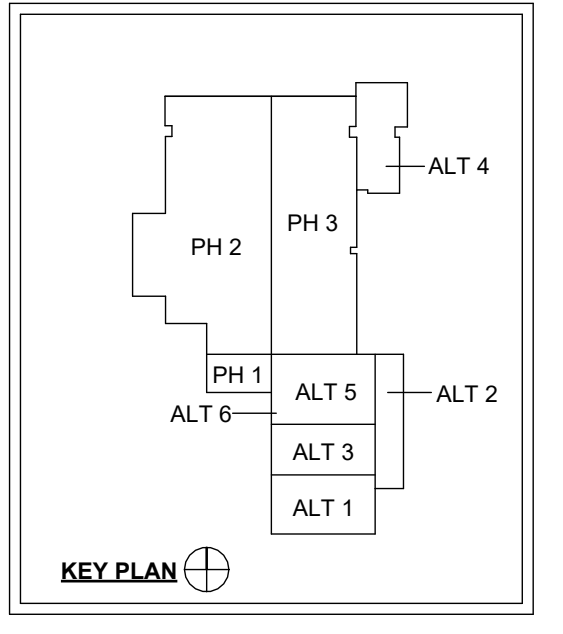 ALT 4
PH 3
PH 2
PH 1
ALT 5
ALT 2
ALT 6
ALT 3
ALT 1
KEY PLAN